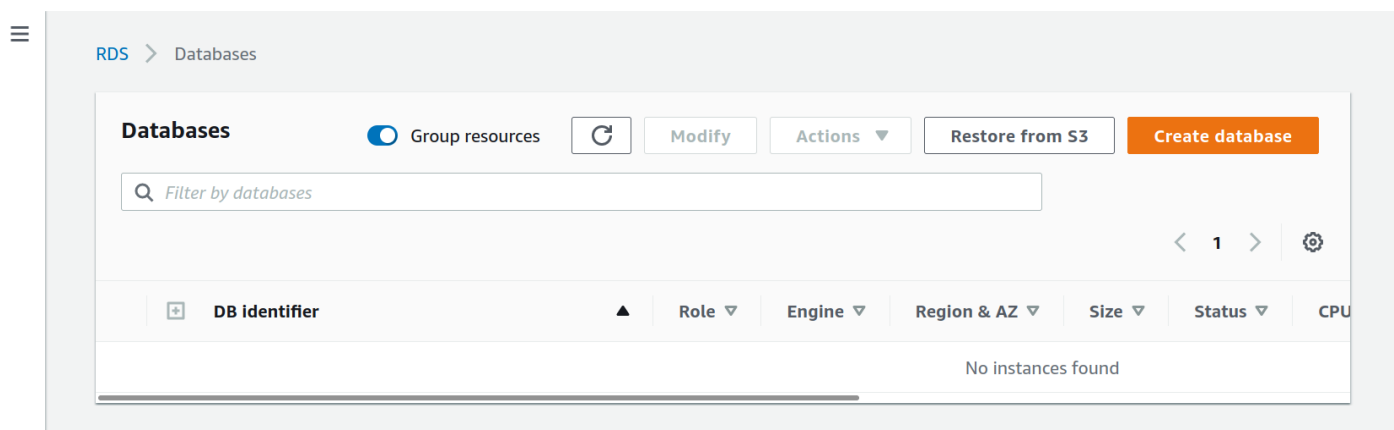 RDS > Databases
Databases Group resources Modify Actions Restore from S3 Create database
Filter by databases
1
DB identifier Role Engine Region & AZ Size Status CPU
No instances found